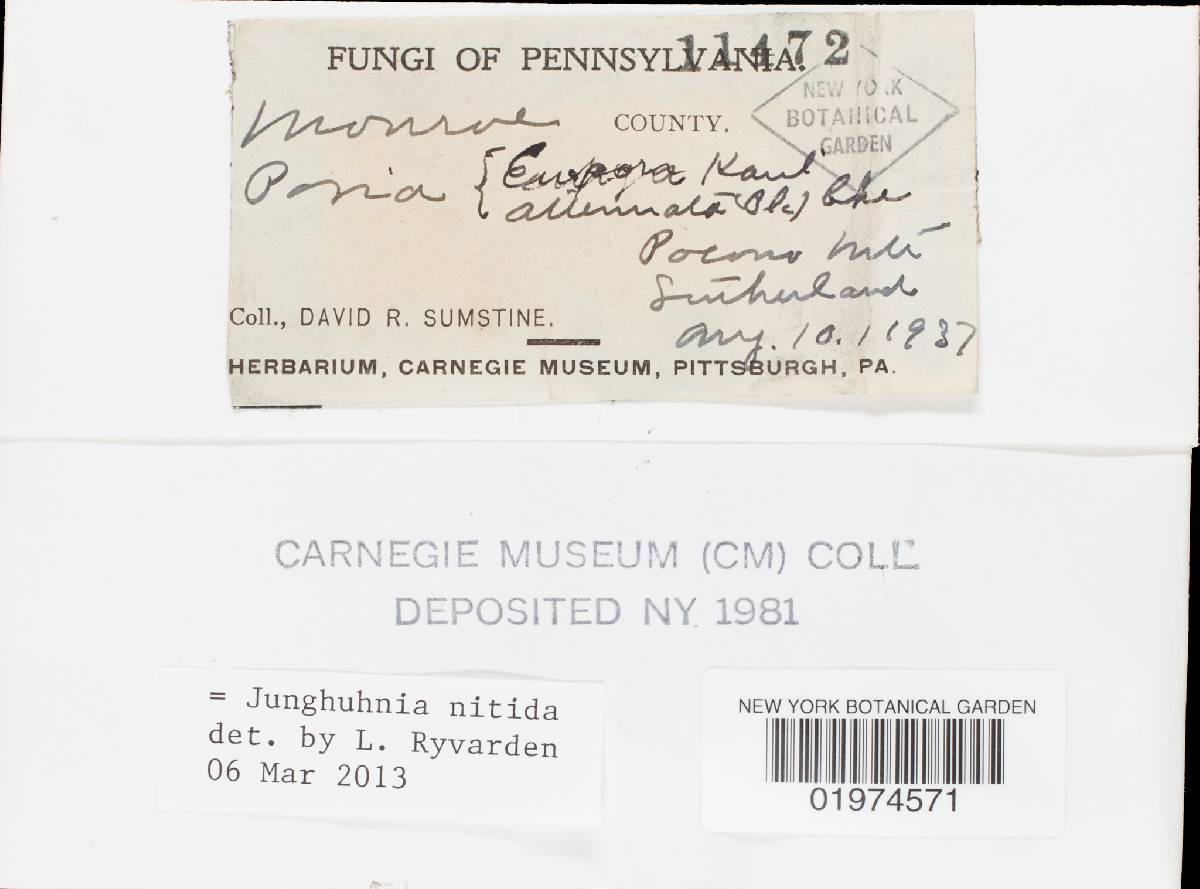 11472
FUNGI OF PENNSYLVANIA.
NEW YORK
BOTANICAL
GARDEN
Monroe COUNTY.
Poria { Eupora Karst
attenuata (Pk)
Pocono Mts
Sutherland
Coll., DAVID R. SUMSTINE.
Aug. 10. 1937
HERBARIUM, CARNEGIE MUSEUM, PITTSBURGH, PA.
CARNEGIE MUSEUM (CM) COLL
DEPOSITED NY 1981
= Junghuhnia nitida
det. by L. Ryvarden
06 Mar 2013
NEW YORK BOTANICAL GARDEN
01974571